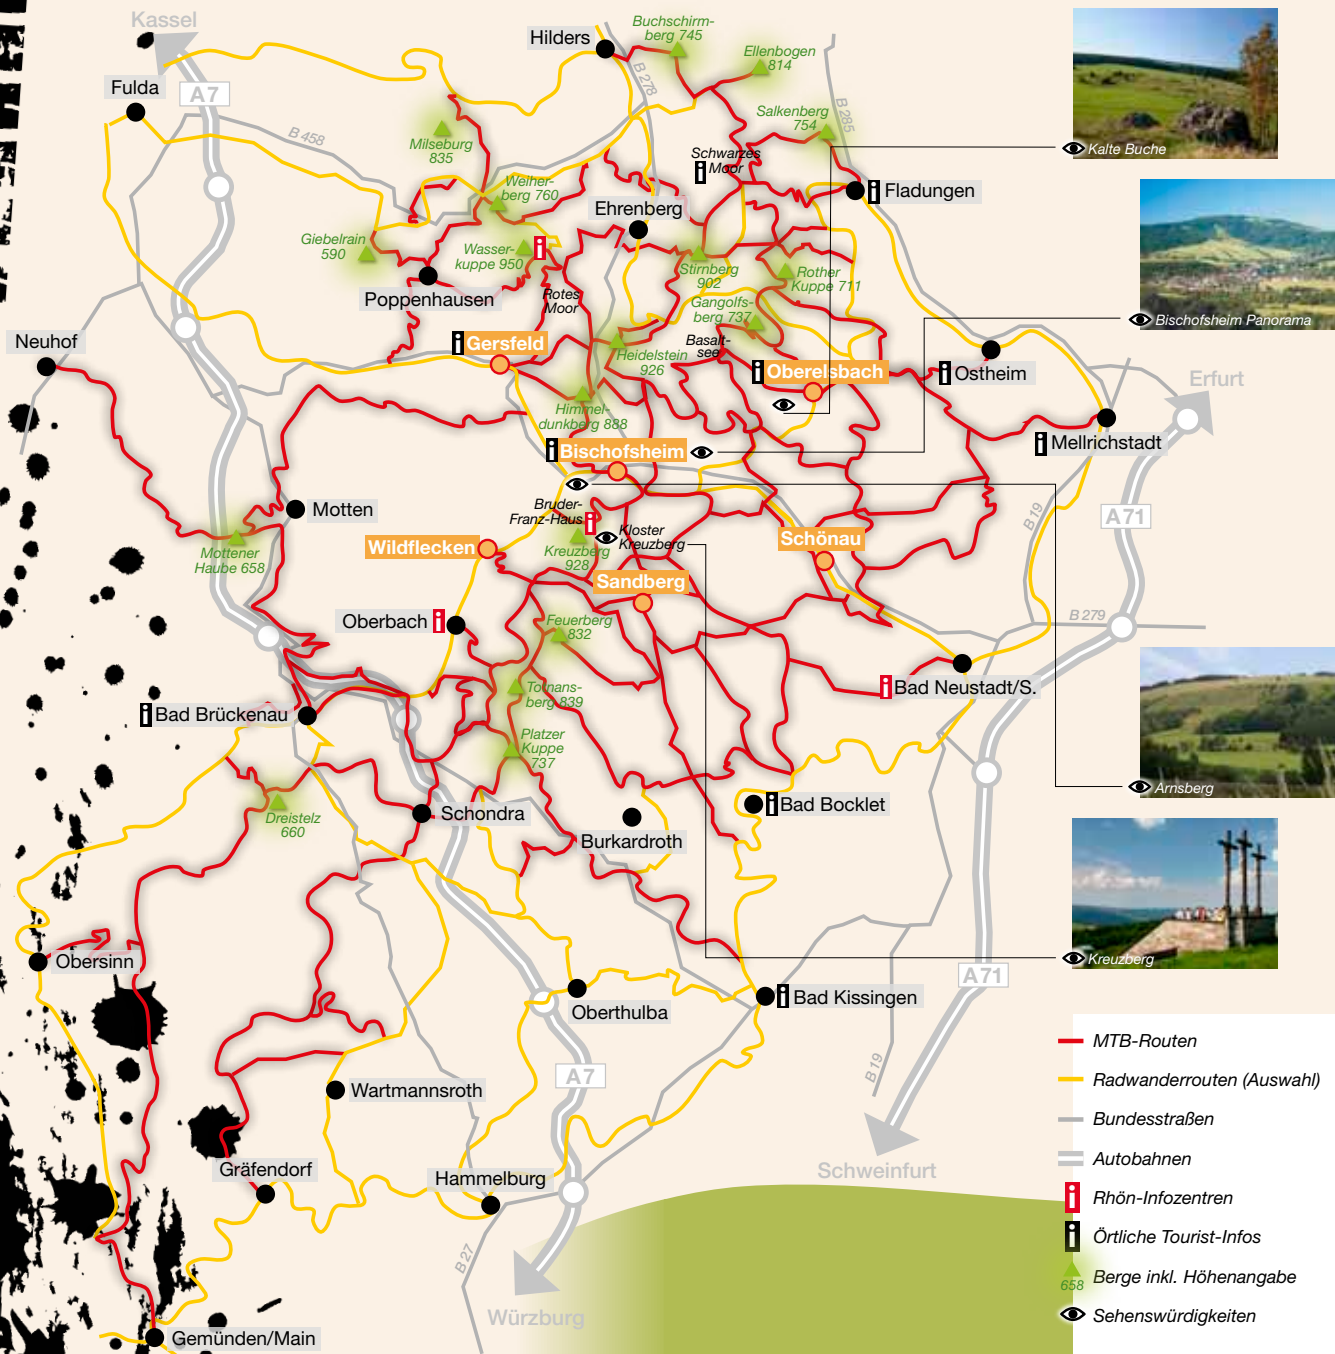 Kassel
Fulda
A 7
B 458
Hilders
B 278
Buchschirm-
berg 745
Ellenbogen
814
Salkenberg
754
B 285
Kalte Buche
Milseburg
835
Schwarzes
Moor
Fladungen
Weiher-
berg 760
Ehrenberg
Bischofsheim Panorama
Giebelrain
590
Wasser-
kuppe 950
Stirnberg
902
Rother
Kuppe 711
Poppenhausen
Rotes
Moor
Gangolfs-
berg 737
Neuhof
Gersfeld
Basalt-
see
Heidelstein
926
Oberelsbach
Ostheim
Erfurt
Himmel-
dunkberg 888
Mellrichstadt
Bischofsheim
Motten
Bruder-
Franz-Haus
Kloster
Kreuzberg
B 19
A 71
Mottener
Haube 658
Wildflecken
Kreuzberg
928
Schönau
Sandberg
Oberbach
Feuerberg
832
B 279
Bad Neustadt/S.
Totnans-
berg 839
Bad Brückenau
Platzer
Kuppe
737
Arnsberg
Dreistelz
660
Schondra
Bad Bocklet
Burkardroth
Obersinn
Kreuzberg
A 71
Bad Kissingen
Oberthulba
B 19
A 7
Wartmannsroth
Schweinfurt
Gräfendorf
Hammelburg
B 27
Würzburg
Gemünden/Main
MTB-Routen
Radwanderrouten (Auswahl)
Bundesstraßen
Autobahnen
Rhön-Infozentren
Örtliche Tourist-Infos
658
Berge inkl. Höhenangabe
Sehenswürdigkeiten